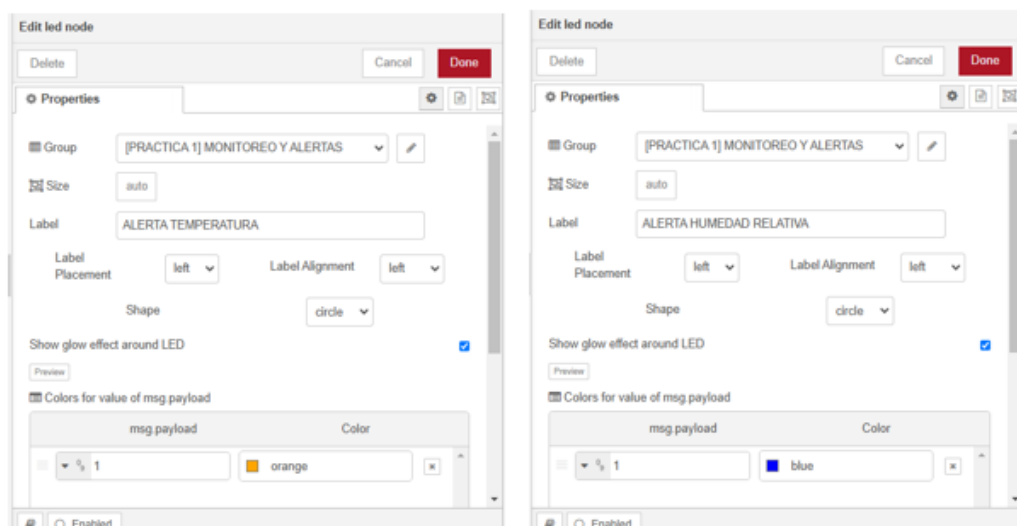 Edit led node
Delete
Cancel
Done
Properties
Group
[PRACTICA 1] MONITOREO Y ALERTAS
Size
auto
Label
ALERTA TEMPERATURA
Label Placement
left
Label Alignment
left
Shape
circle
Show glow effect around LED
Preview
Colors for value of msg.payload
msg.payload
Color
1
orange
Enabled
Edit led node
Delete
Cancel
Done
Properties
Group
[PRACTICA 1] MONITOREO Y ALERTAS
Size
auto
Label
ALERTA HUMEDAD RELATIVA
Label Placement
left
Label Alignment
left
Shape
circle
Show glow effect around LED
Preview
Colors for value of msg.payload
msg.payload
Color
1
blue
Enabled